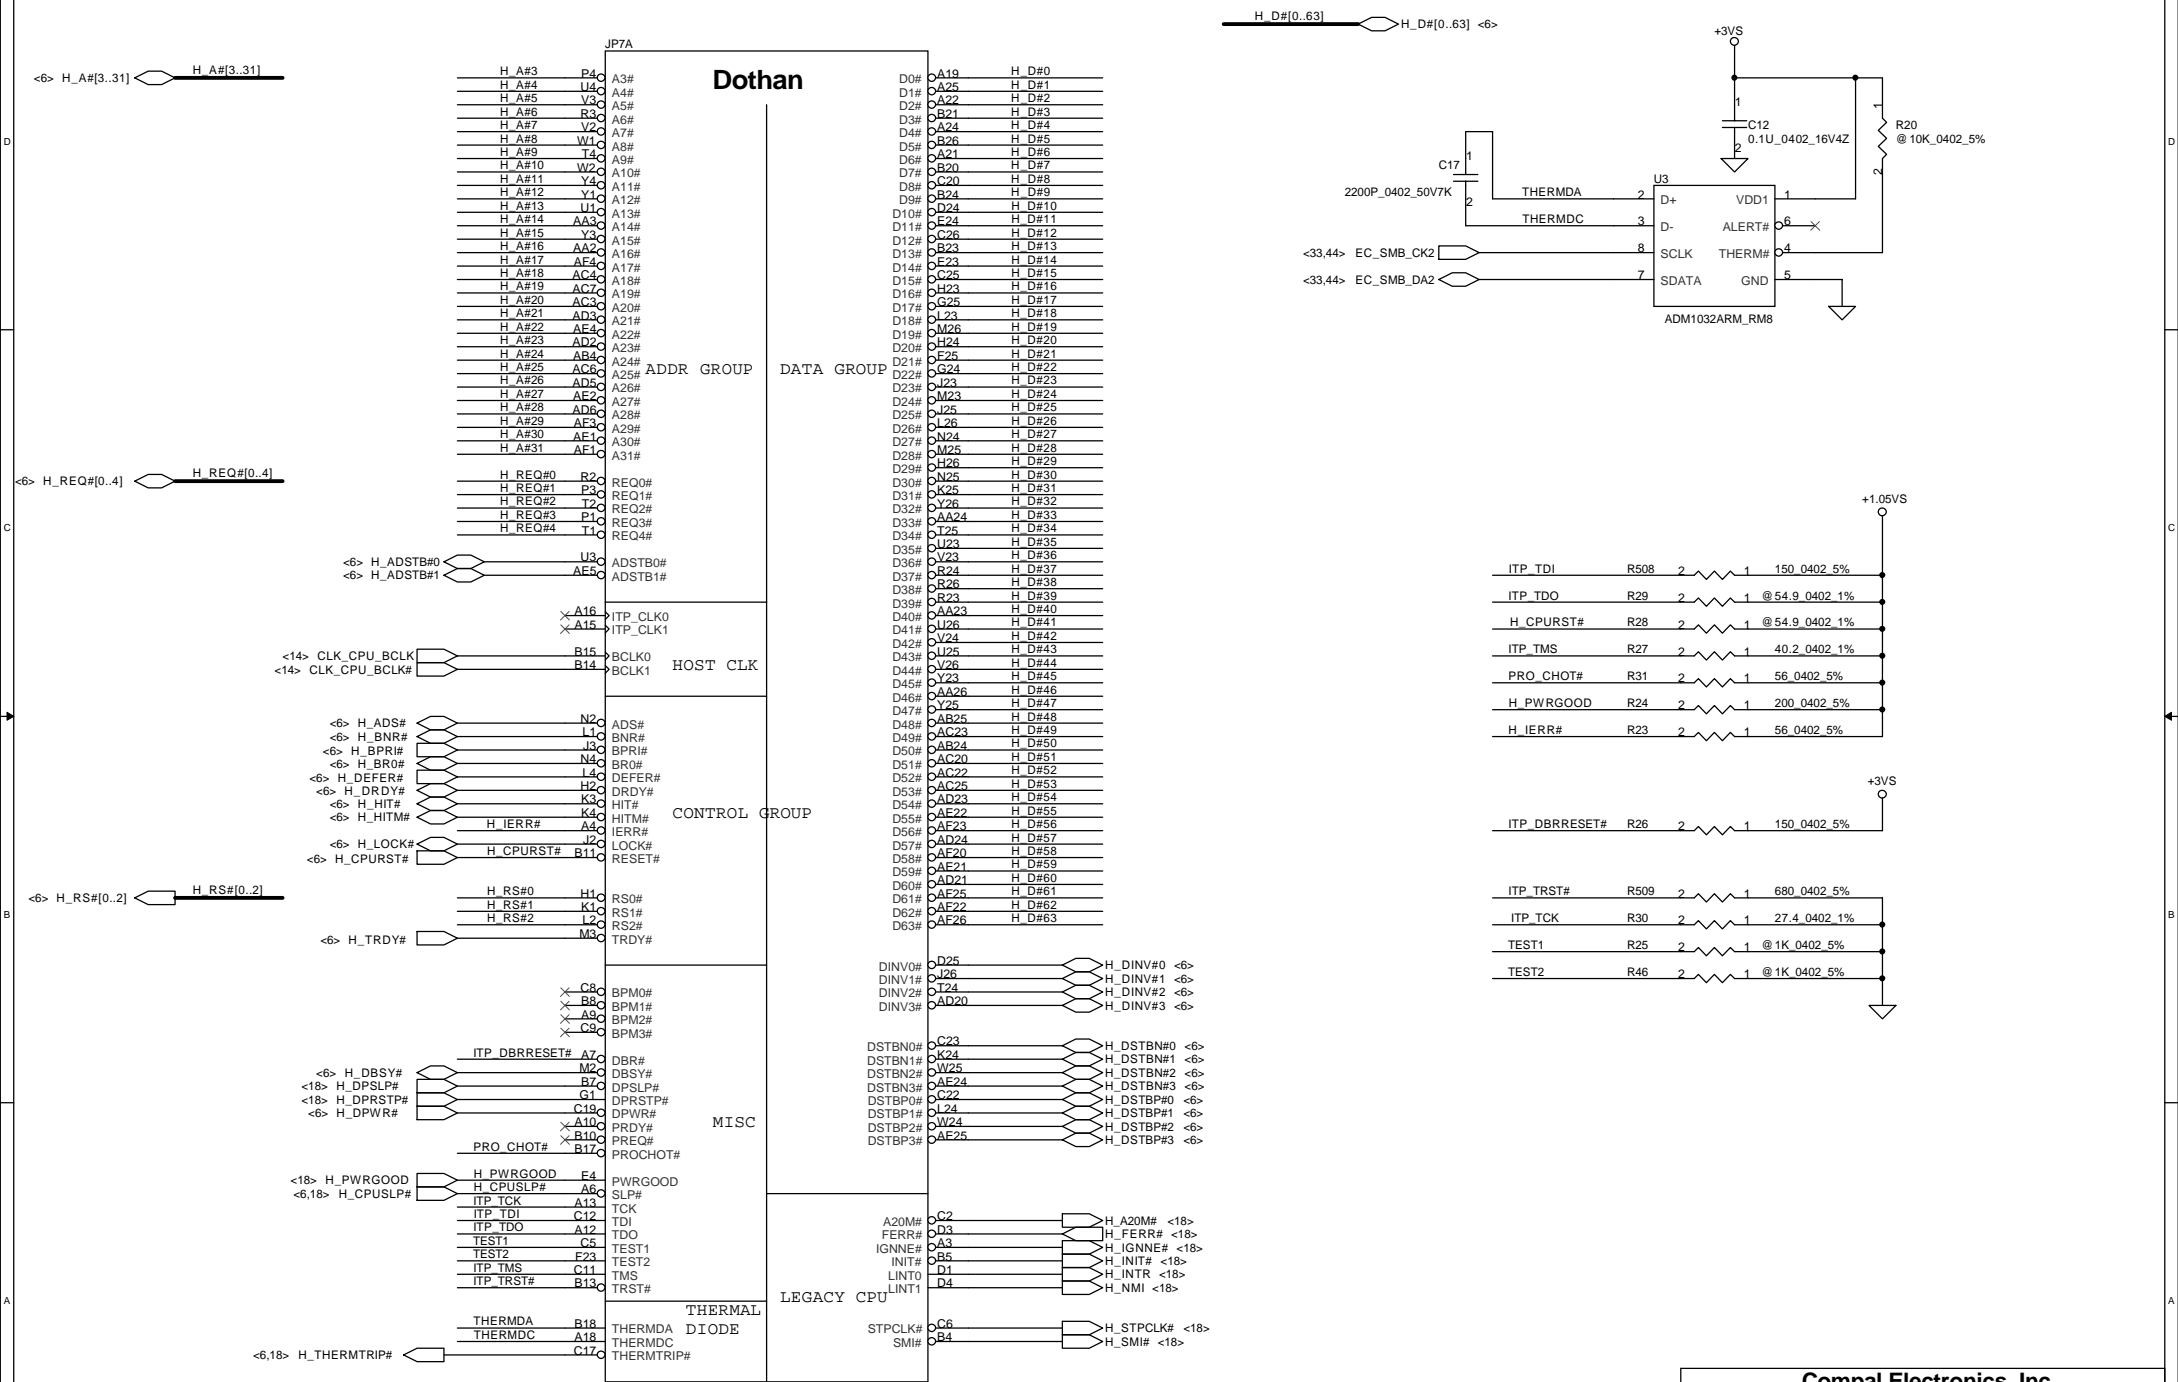 H_D#[0..63] H_D#[0..63] <6>
+3VS
JP7A
Dothan
<6> H_A#[3..31] H_A#[3..31]
H_A#3 P4 A3# D0# A19 H_D#0
H_A#4 U4 A4# D1# A25 H_D#1
H_A#5 V3 A5# D2# A22 H_D#2
H_A#6 R3 A6# D3# B21 H_D#3
H_A#7 V2 A7# D4# A24 H_D#4
H_A#8 W1 A8# D5# B26 H_D#5
H_A#9 T4 A9# D6# A21 H_D#6
H_A#10 W2 A10# D7# B20 H_D#7
H_A#11 Y4 A11# D8# C20 H_D#8
H_A#12 Y1 A12# D9# B24 H_D#9
H_A#13 U1 A13# D10# D24 H_D#10
H_A#14 AA3 A14# D11# E24 H_D#11
H_A#15 Y3 A15# D12# C26 H_D#12
H_A#16 AA2 A16# D13# B23 H_D#13
H_A#17 AF4 A17# D14# E23 H_D#14
H_A#18 AC4 A18# D15# C25 H_D#15
H_A#19 AC7 A19# D16# H23 H_D#16
H_A#20 AC3 A20# D17# G25 H_D#17
H_A#21 AD3 A21# D18# L23 H_D#18
H_A#22 AE4 A22# D19# M26 H_D#19
H_A#23 AD2 A23# D20# H24 H_D#20
H_A#24 AB4 A24# D21# F25 H_D#21
H_A#25 AC6 A25# D22# G24 H_D#22
H_A#26 AD5 A26# D23# J23 H_D#23
H_A#27 AE2 A27# D24# M23 H_D#24
H_A#28 AD6 A28# D25# J25 H_D#25
H_A#29 AF3 A29# D26# L26 H_D#26
H_A#30 AE1 A30# D27# N24 H_D#27
H_A#31 AF1 A31# D28# M25 H_D#28
ADDR GROUP DATA GROUP
D29# H26 H_D#29
<6> H_REQ#[0..4] H_REQ#[0..4]
H_REQ#0 R2 REQ0# D30# N25 H_D#30
H_REQ#1 P3 REQ1# D31# K25 H_D#31
H_REQ#2 T2 REQ2# D32# Y26 H_D#32
H_REQ#3 P1 REQ3# D33# AA24 H_D#33
H_REQ#4 T1 REQ4# D34# T25 H_D#34
D35# U23 H_D#35
<6> H_ADSTB#0 U3 ADSTB0# D36# V23 H_D#36
<6> H_ADSTB#1 AE5 ADSTB1# D37# R24 H_D#37
D38# R26 H_D#38
D39# R23 H_D#39
A16 ITP_CLK0 D40# AA23 H_D#40
A15 ITP_CLK1 D41# U26 H_D#41
D42# V24 H_D#42
<14> CLK_CPU_BCLK B15 BCLK0 D43# U25 H_D#43
<14> CLK_CPU_BCLK# B14 BCLK1 D44# V26 H_D#44
HOST CLK
D45# Y23 H_D#45
D46# AA26 H_D#46
D47# Y25 H_D#47
<6> H_ADS# N2 ADS# D48# AB25 H_D#48
<6> H_BNR# L1 BNR# D49# AC23 H_D#49
<6> H_BPRI# J3 BPRI# D50# AB24 H_D#50
<6> H_BR0# N4 BR0# D51# AC20 H_D#51
<6> H_DEFER# L4 DEFER# D52# AC22 H_D#52
<6> H_DRDY# H2 DRDY# D53# AC25 H_D#53
<6> H_HIT# K3 HIT# D54# AD23 H_D#54
<6> H_HITM# K4 HITM# D55# AE22 H_D#55
H_IERR# A4 IERR# D56# AF23 H_D#56
CONTROL GROUP
<6> H_LOCK# J2 LOCK# D57# AD24 H_D#57
<6> H_CPURST# H_CPURST# B11 RESET# D58# AF20 H_D#58
D59# AE21 H_D#59
D60# AD21 H_D#60
<6> H_RS#[0..2] H_RS#[0..2]
H_RS#0 H1 RS0# D61# AF25 H_D#61
H_RS#1 K1 RS1# D62# AF22 H_D#62
H_RS#2 L2 RS2# D63# AF26 H_D#63
<6> H_TRDY# M3 TRDY#
DINV0# D25 H_DINV#0 <6>
DINV1# J26 H_DINV#1 <6>
C8 BPM0# DINV2# T24 H_DINV#2 <6>
B8 BPM1# DINV3# AD20 H_DINV#3 <6>
A9 BPM2#
C9 BPM3#
DSTBN0# C23 H_DSTBN#0 <6>
ITP_DBRRESET# A7 DBR# DSTBN1# K24 H_DSTBN#1 <6>
<6> H_DBSY# M2 DBSY# DSTBN2# W25 H_DSTBN#2 <6>
<18> H_DPSLP# B7 DPSLP# DSTBN3# AE24 H_DSTBN#3 <6>
<18> H_DPRSTP# G1 DPRSTP# DSTBP0# C22 H_DSTBP#0 <6>
<6> H_DPWR# C19 DPWR# DSTBP1# L24 H_DSTBP#1 <6>
A10 PRDY# DSTBP2# W24 H_DSTBP#2 <6>
B10 PREQ# DSTBP3# AE25 H_DSTBP#3 <6>
MISC
PRO_CHOT# B17 PROCHOT#
<18> H_PWRGOOD H_PWRGOOD E4 PWRGOOD
<6,18> H_CPUSLP# H_CPUSLP# A6 SLP#
ITP_TCK A13 TCK
ITP_TDI C12 TDI A20M# C2 H_A20M# <18>
ITP_TDO A12 TDO FERR# D3 H_FERR# <18>
TEST1 C5 TEST1 IGNNE# A3 H_IGNNE# <18>
TEST2 F23 TEST2 INIT# B5 H_INIT# <18>
ITP_TMS C11 TMS LINT0 D1 H_INTR <18>
ITP_TRST# B13 TRST# LINT1 D4 H_NMI <18>
LEGACY CPU
THERMAL
DIODE
THERMDA B18 THERMDA STPCLK# C6 H_STPCLK# <18>
THERMDC A18 THERMDC SMI# B4 H_SMI# <18>
<6,18> H_THERMTRIP# C17 THERMTRIP#
1
C12
0.1U_0402_16V4Z
2
1
R20
@10K_0402_5%
2
C17
2200P_0402_50V7K
1
2
U3
THERMDA 2 D+ VDD1 1
THERMDC 3 D- ALERT# 6
<33,44> EC_SMB_CK2 8 SCLK THERM# 4
<33,44> EC_SMB_DA2 7 SDATA GND 5
ADM1032ARM_RM8
+1.05VS
ITP_TDI R508 2 1 150_0402_5%
ITP_TDO R29 2 1 @54.9_0402_1%
H_CPURST# R28 2 1 @54.9_0402_1%
ITP_TMS R27 2 1 40.2_0402_1%
PRO_CHOT# R31 2 1 56_0402_5%
H_PWRGOOD R24 2 1 200_0402_5%
H_IERR# R23 2 1 56_0402_5%
+3VS
ITP_DBRRESET# R26 2 1 150_0402_5%
ITP_TRST# R509 2 1 680_0402_5%
ITP_TCK R30 2 1 27.4_0402_1%
TEST1 R25 2 1 @1K_0402_5%
TEST2 R46 2 1 @1K_0402_5%
D D
C C
B B
A A
Compal Electronics, Inc